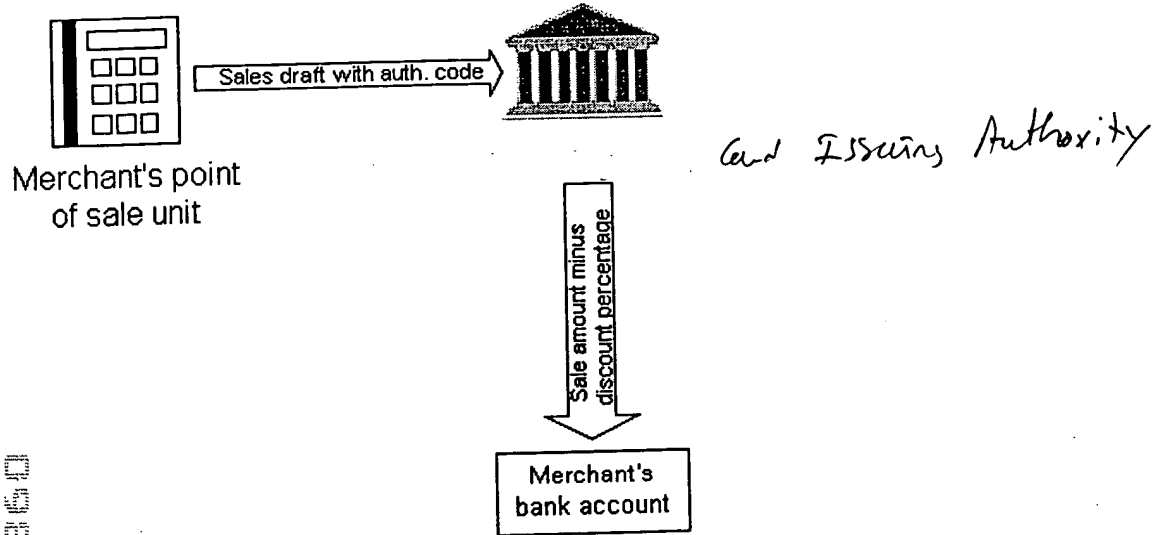 Sales draft with auth. code
Merchant's point
of sale unit
Card Issuing Authority
Sale amount minus
discount percentage
Merchant's
bank account